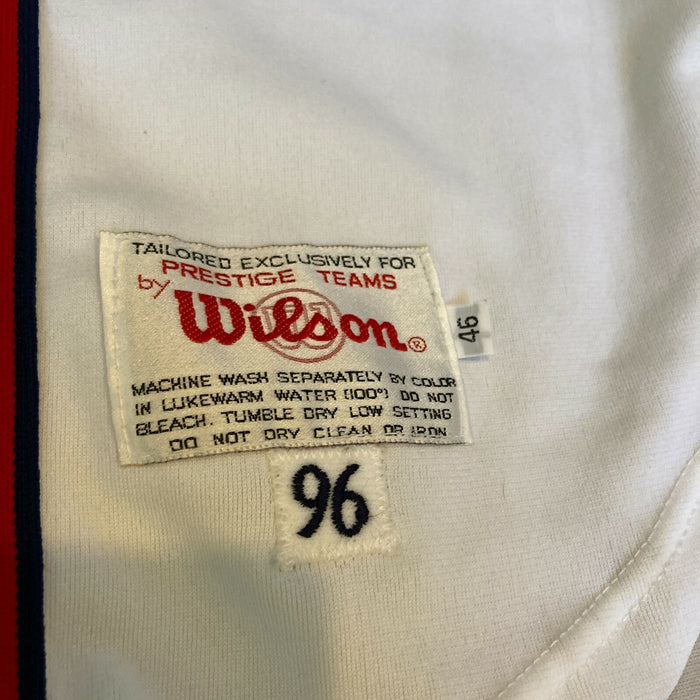 TAILORED EXCLUSIVELY FOR
PRESTIGE TEAMS
by
Wilson®
46
MACHINE WASH SEPARATELY BY COLOR
IN LUKEWARM WATER (100°) DO NOT
BLEACH. TUMBLE DRY LOW SETTING
DO NOT DRY CLEAN OR IRON
96